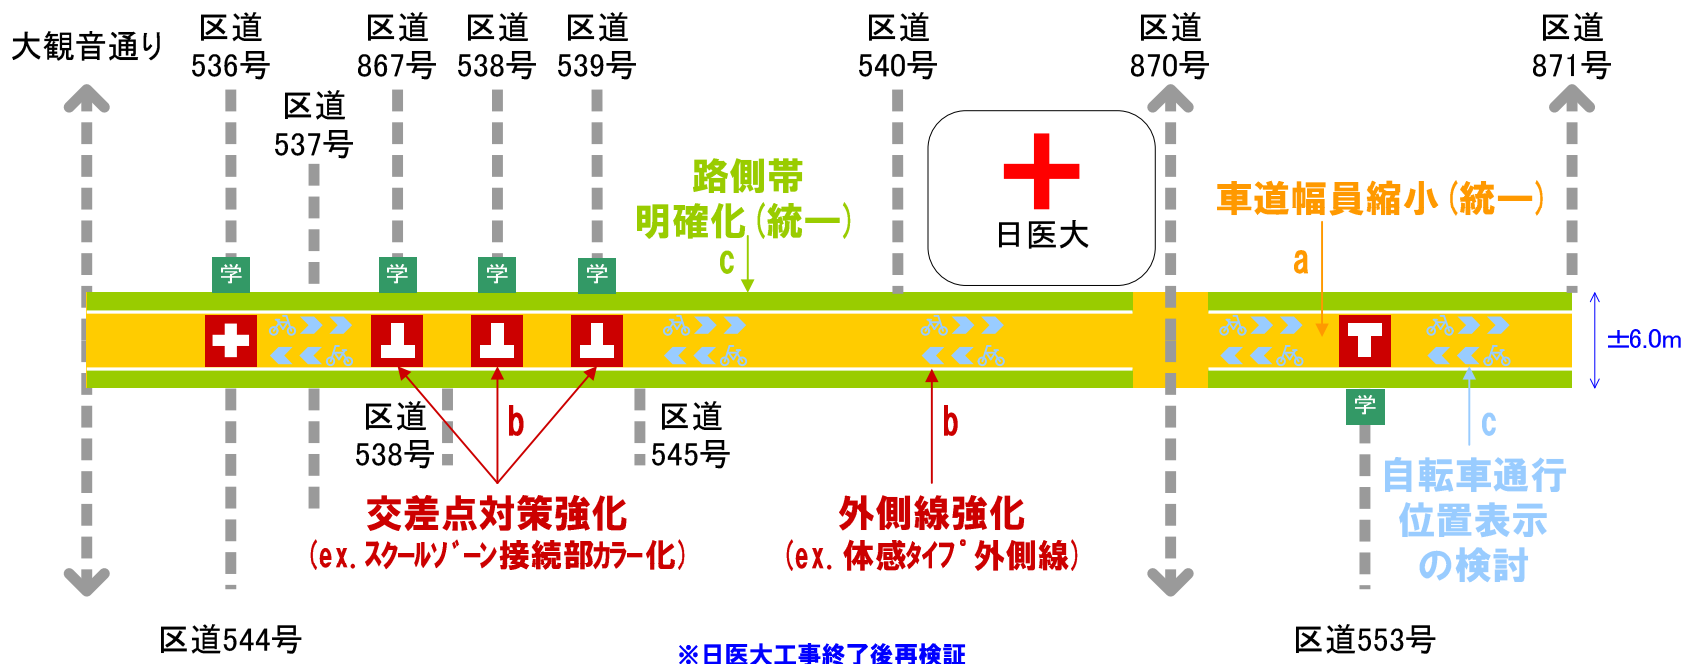 大観音通り
区道
536号
区道
537号
区道
867号
区道
538号
区道
539号
区道
540号
区道
870号
区道
871号
路側帯
明確化(統一)
c
日医大
車道幅員縮小(統一)
a
学
学
学
学
±6.0m
学
区道
538号
b
区道
545号
b
c
交差点対策強化
(ex.スクールゾーン接続部カラー化)
外側線強化
(ex.体感タイプ外側線)
自転車通行
位置表示
の検討
区道544号
区道553号
※日医大工事終了後再検証